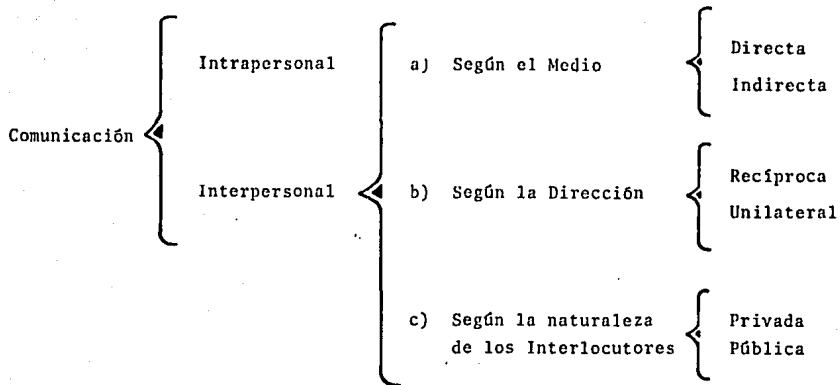 Comunicación
Intrapersonal
Interpersonal
a) Según el Medio
Directa
Indirecta
b) Según la Dirección
Recíproca
Unilateral
c) Según la naturaleza
de los Interlocutores
Privada
Pública